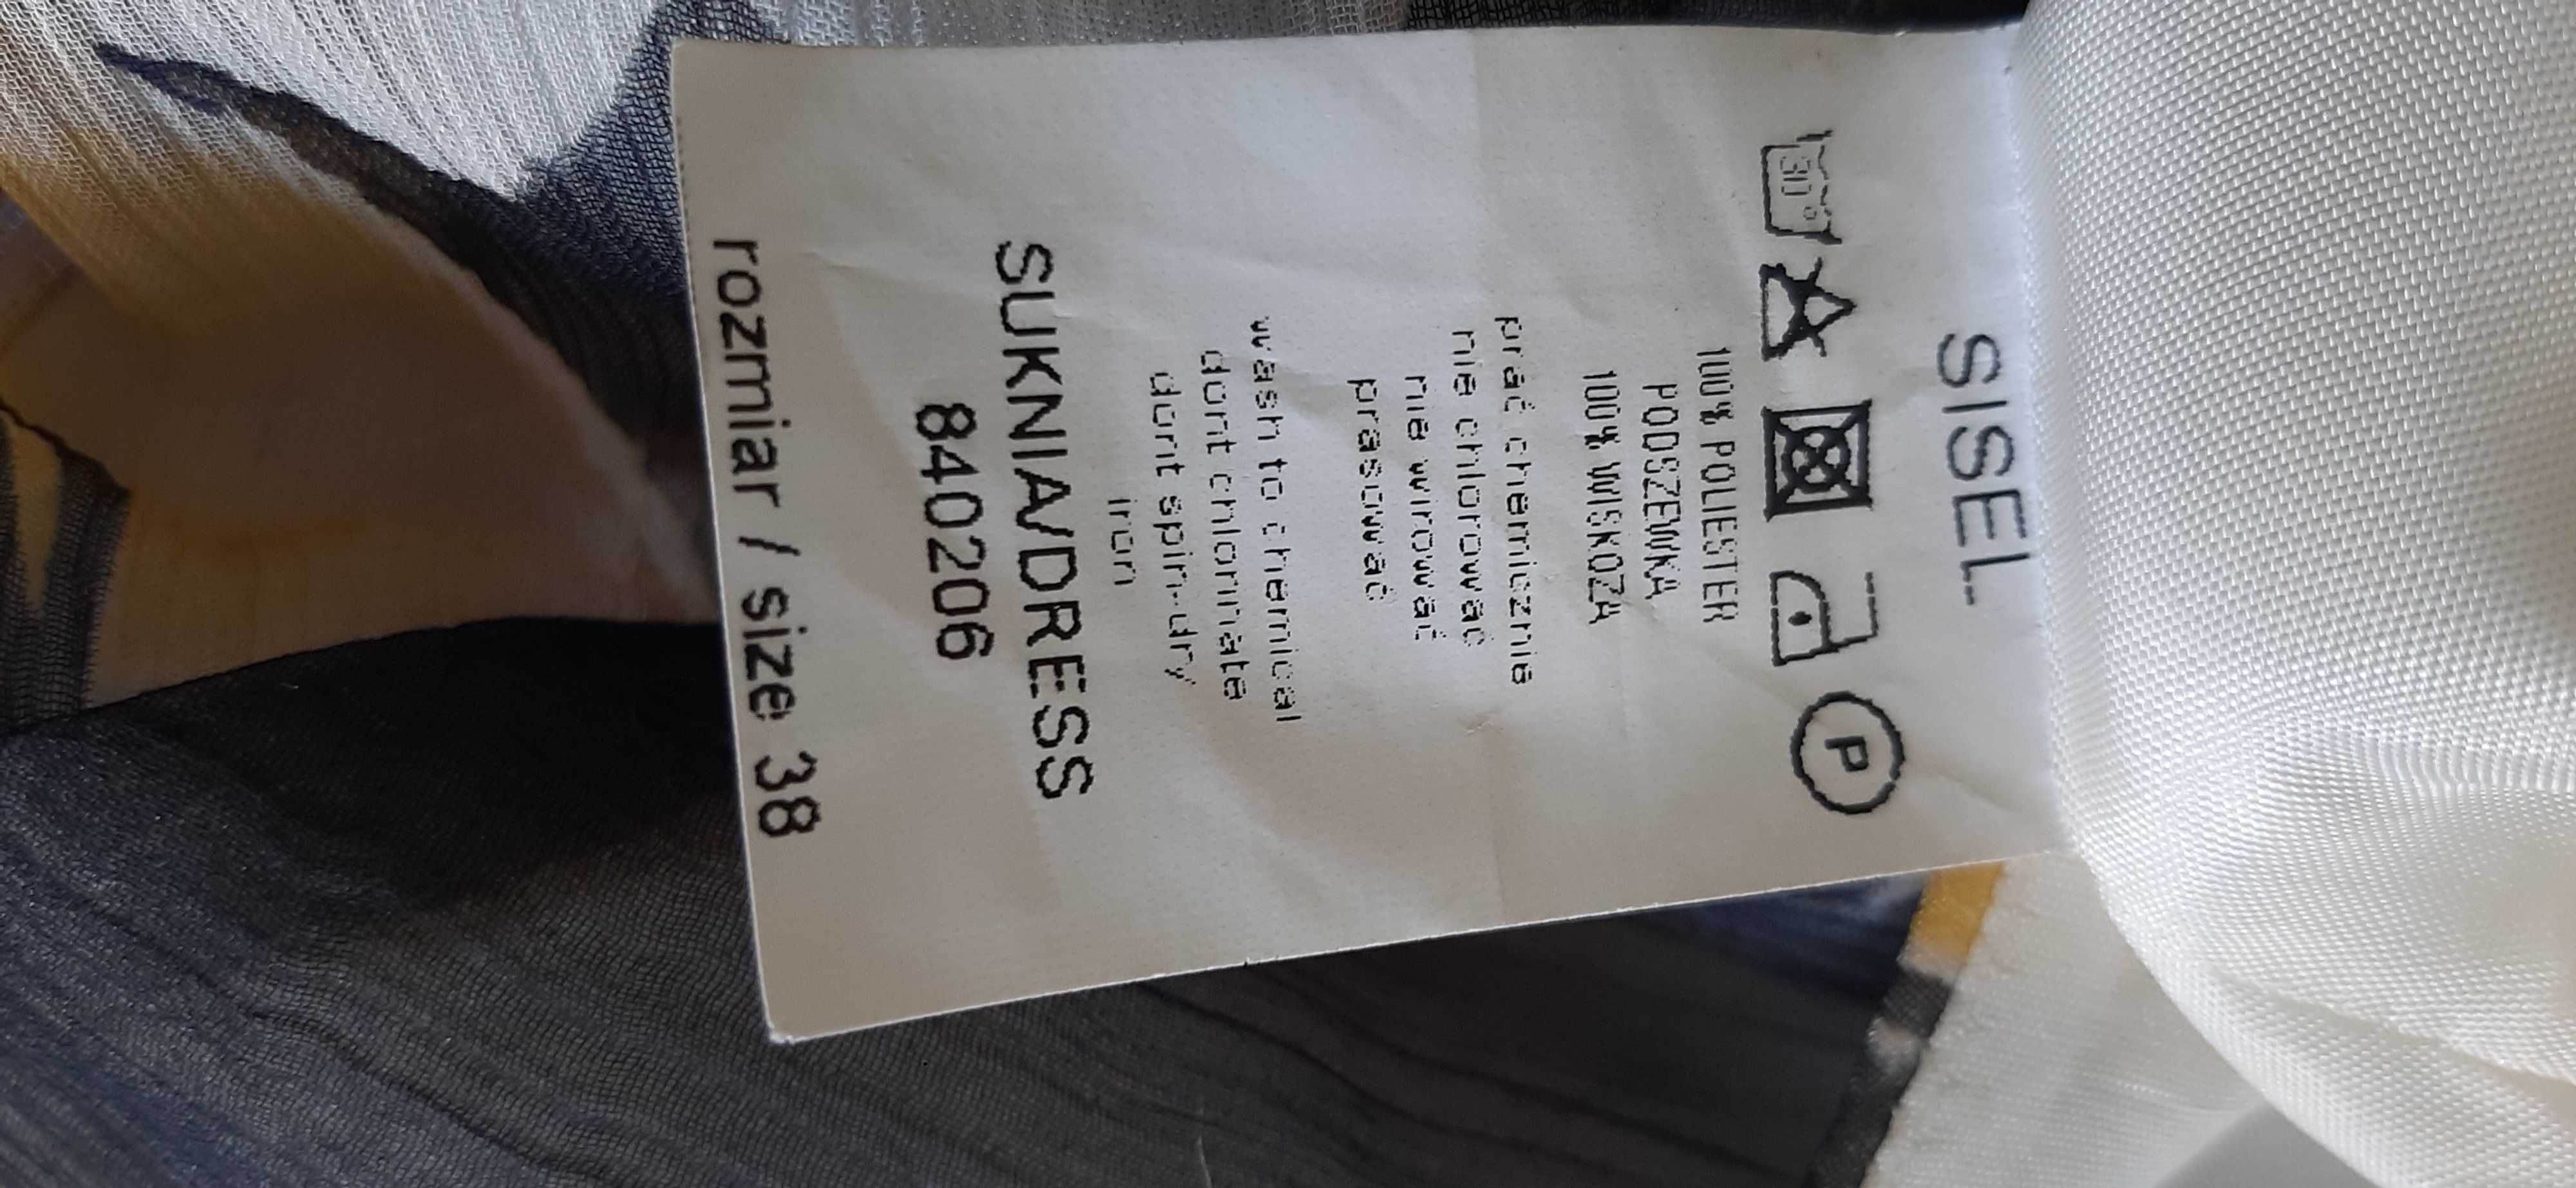 SISEL
30°
P
100% POLIESTER
PODSZEWKA
100% WISKOZA
prać chemicznie
nie chlorować
nie wirować
prasować
wash to chemical
dont chlorinate
dont spin-dry
iron
SUKNIA/DRESS
840206
rozmiar / size 38